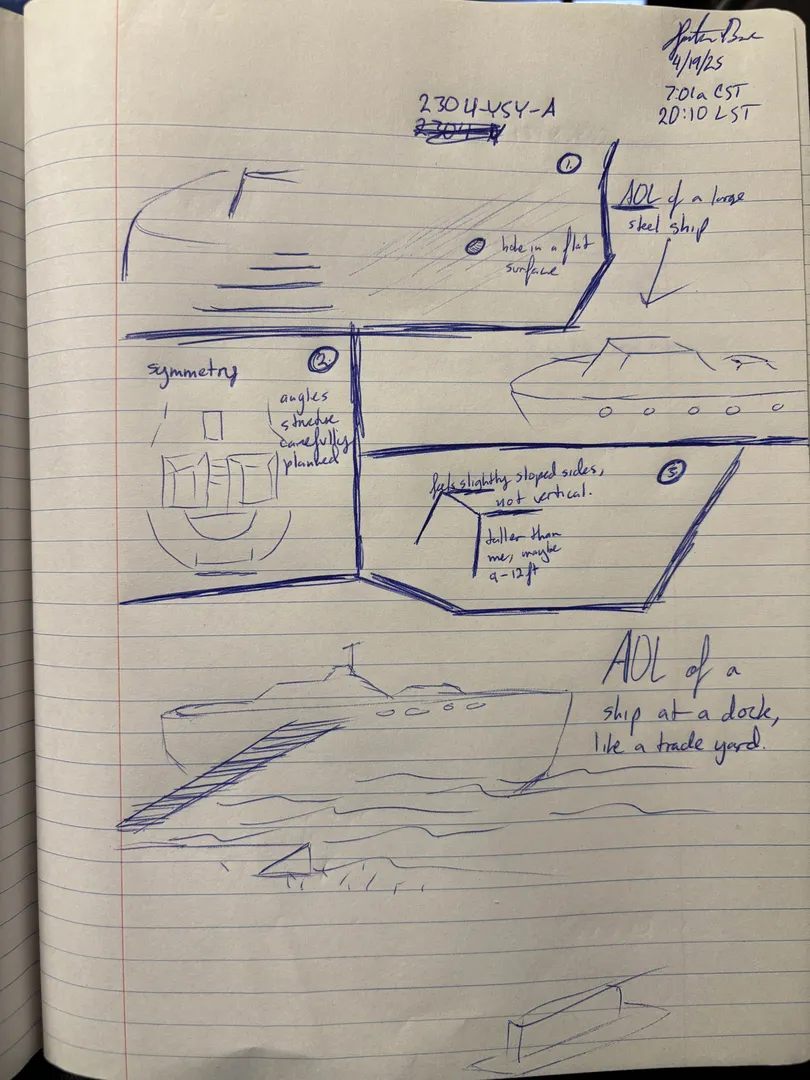 4/19/25
7:01a CST
20:10 LST
2304-YSY-A
1.
AOL of a large
steel ship
hole in a flat
surface
2.
symmetry
angles
structure
carefully
planned
3.
feels slightly sloped sides,
not vertical.
taller than
me, maybe
9-12ft
AOL of a
ship at a dock,
like a trade yard.